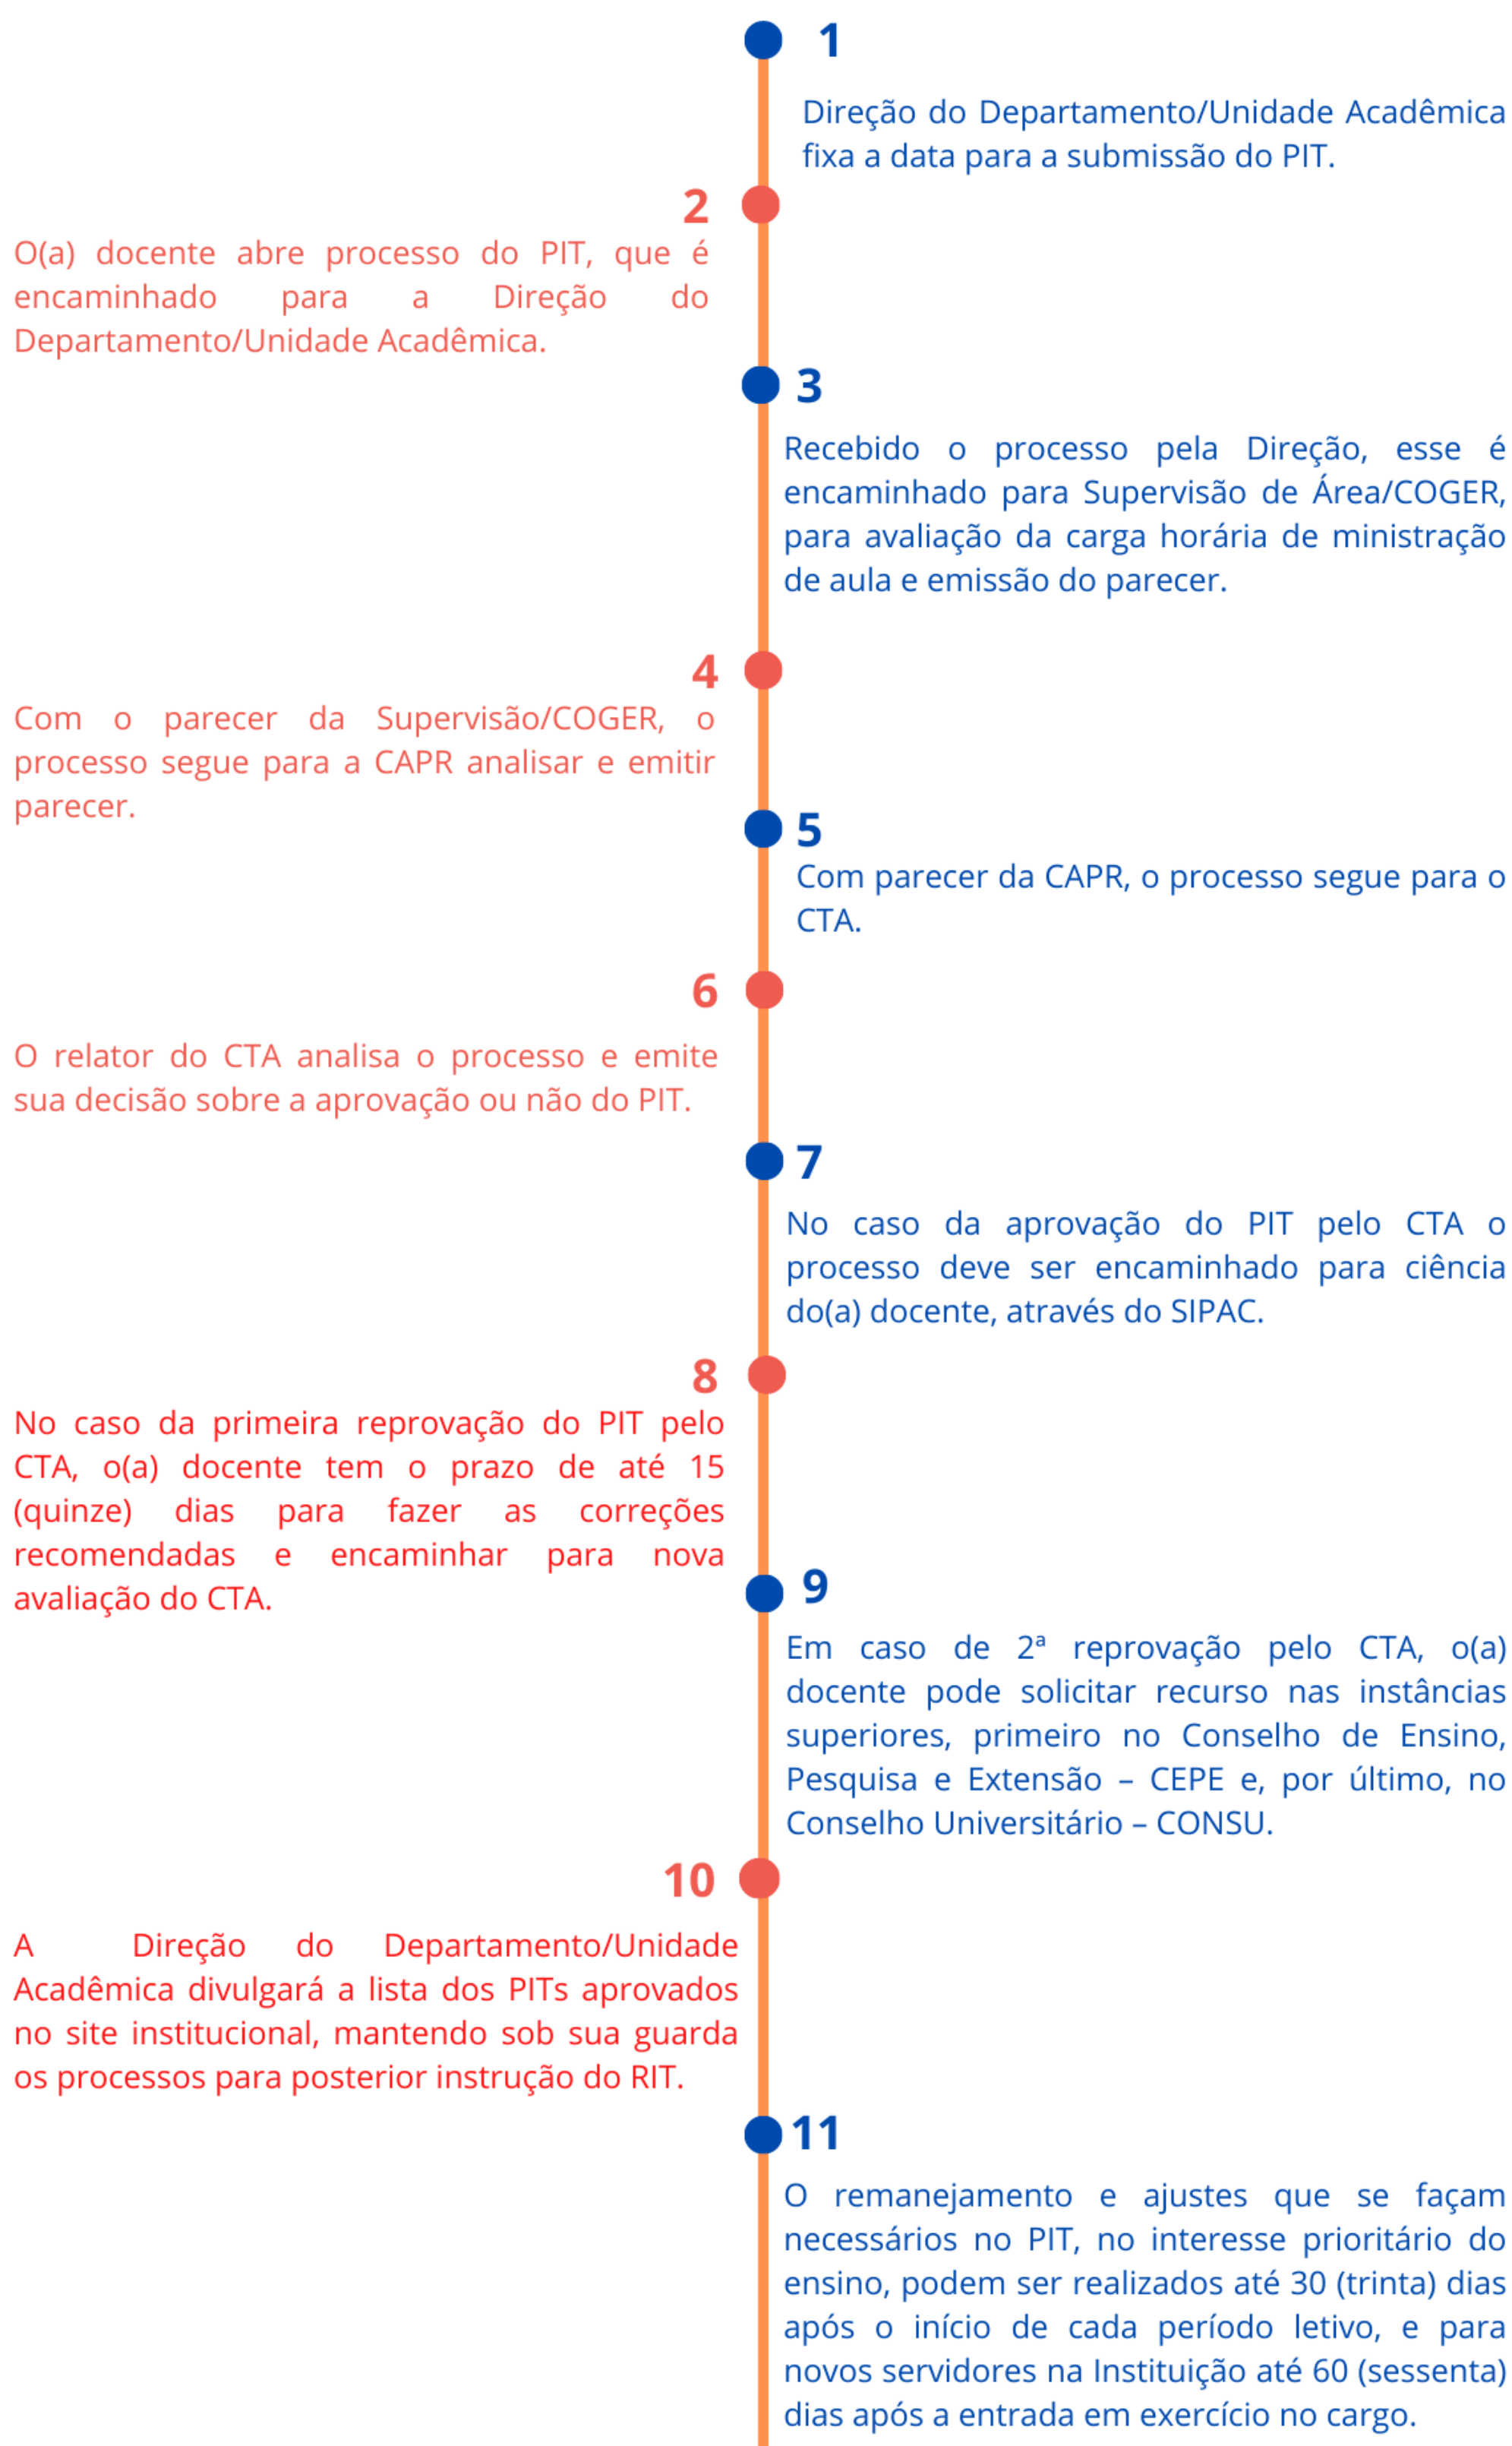 1
Direção do Departamento/Unidade Acadêmica
fixa a data para a submissão do PIT.
2
O(a) docente abre processo do PIT, que é
encaminhado para a Direção do
Departamento/Unidade Acadêmica.
3
Recebido o processo pela Direção, esse é
encaminhado para Supervisão de Área/COGER,
para avaliação da carga horária de ministração
de aula e emissão do parecer.
4
Com o parecer da Supervisão/COGER, o
processo segue para a CAPR analisar e emitir
parecer.
5
Com parecer da CAPR, o processo segue para o
CTA.
6
O relator do CTA analisa o processo e emite
sua decisão sobre a aprovação ou não do PIT.
7
No caso da aprovação do PIT pelo CTA o
processo deve ser encaminhado para ciência
do(a) docente, através do SIPAC.
8
No caso da primeira reprovação do PIT pelo
CTA, o(a) docente tem o prazo de até 15
(quinze) dias para fazer as correções
recomendadas e encaminhar para nova
avaliação do CTA.
9
Em caso de 2ª reprovação pelo CTA, o(a)
docente pode solicitar recurso nas instâncias
superiores, primeiro no Conselho de Ensino,
Pesquisa e Extensão – CEPE e, por último, no
Conselho Universitário – CONSU.
10
A Direção do Departamento/Unidade
Acadêmica divulgará a lista dos PITs aprovados
no site institucional, mantendo sob sua guarda
os processos para posterior instrução do RIT.
11
O remanejamento e ajustes que se façam
necessários no PIT, no interesse prioritário do
ensino, podem ser realizados até 30 (trinta) dias
após o início de cada período letivo, e para
novos servidores na Instituição até 60 (sessenta)
dias após a entrada em exercício no cargo.